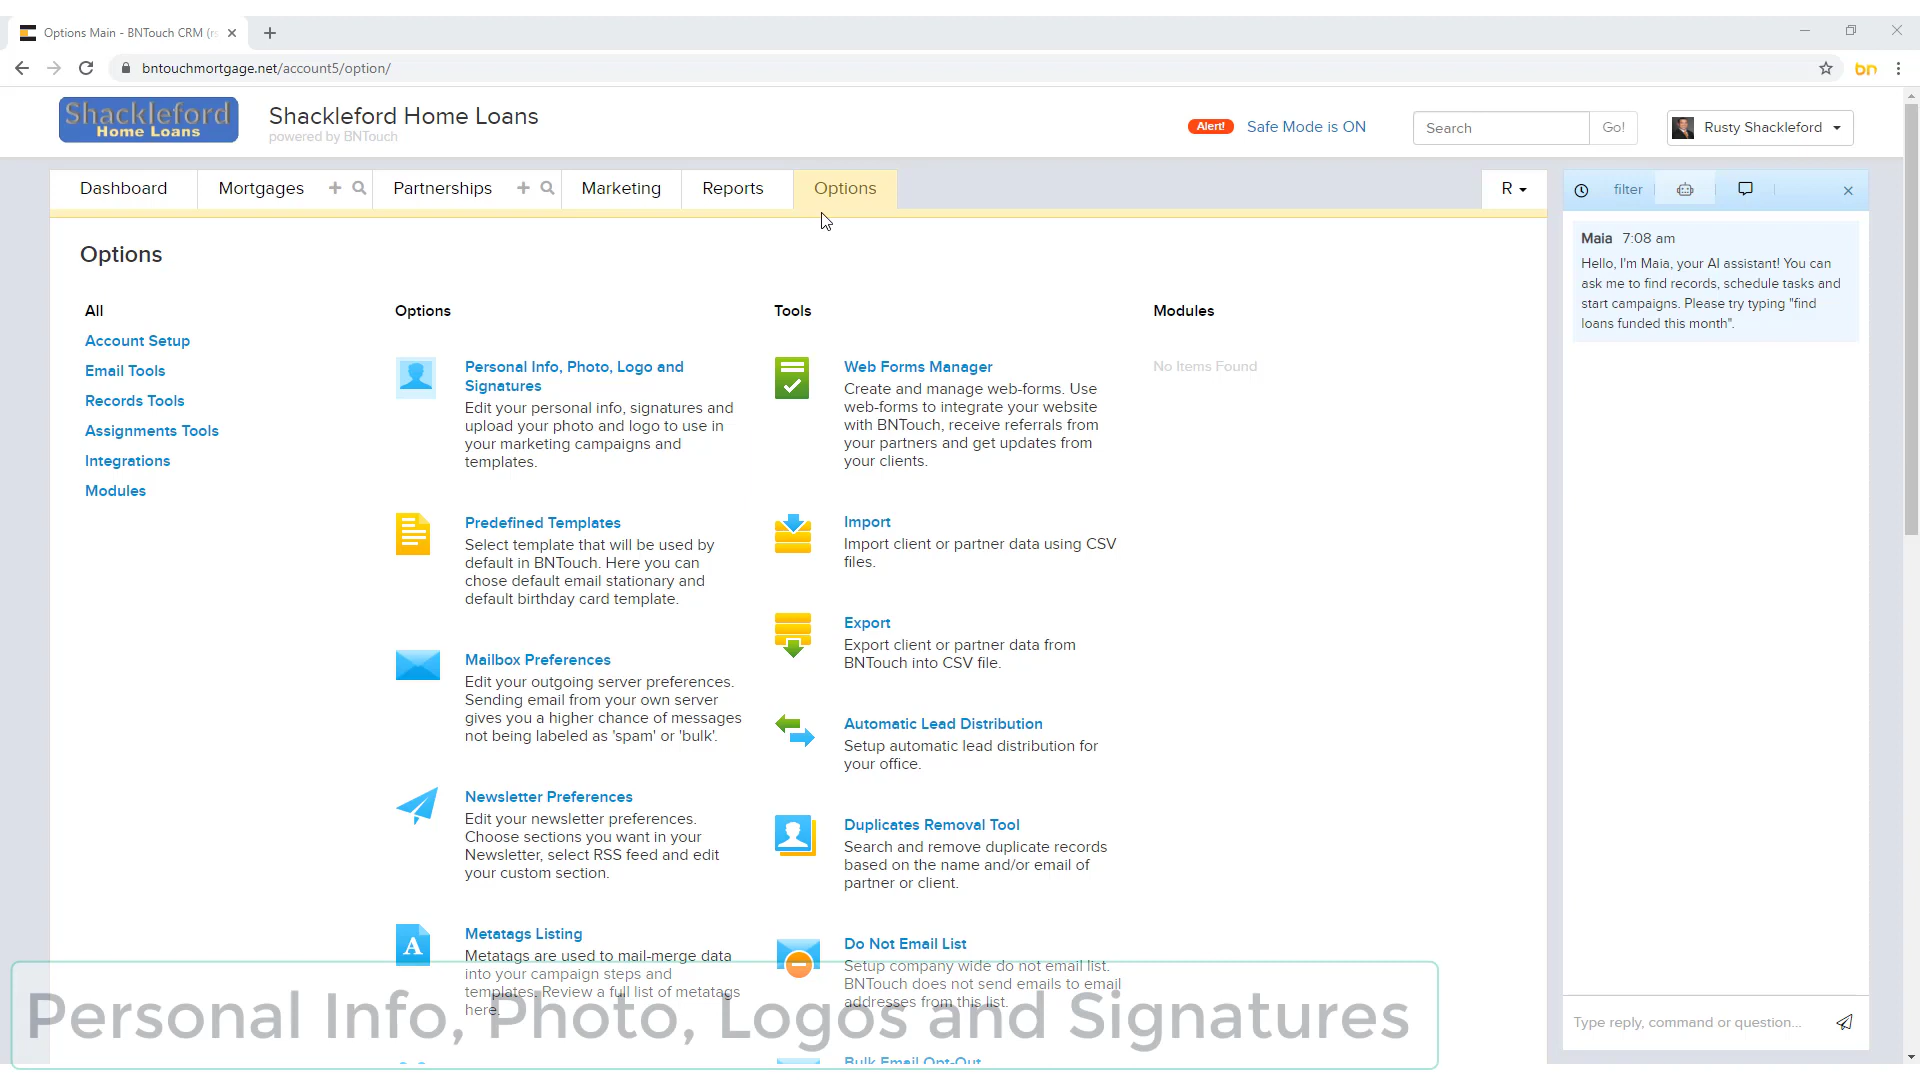 Options Main - BNTouch CRM (rs
bntouchmortgage.net/account5/option/
bn
Shackleford
Home Loans
Shackleford Home Loans
powered by BNTouch
Alert! Safe Mode is ON
Search Go!
Rusty Shackleford
Dashboard Mortgages Partnerships Marketing Reports Options
R
filter
Options
All
Account Setup
Email Tools
Records Tools
Assignments Tools
Integrations
Modules
Options
Personal Info, Photo, Logo and
Signatures
Edit your personal info, signatures and
upload your photo and logo to use in
your marketing campaigns and
templates.
Predefined Templates
Select template that will be used by
default in BNTouch. Here you can
chose default email stationary and
default birthday card template.
Mailbox Preferences
Edit your outgoing server preferences.
Sending email from your own server
gives you a higher chance of messages
not being labeled as 'spam' or 'bulk'.
Newsletter Preferences
Edit your newsletter preferences.
Choose sections you want in your
Newsletter, select RSS feed and edit
your custom section.
A
Metatags Listing
Metatags are used to mail-merge data
into your campaign steps and
templates. Review a full list of metatags
here.
Tools
Web Forms Manager
Create and manage web-forms. Use
web-forms to integrate your website
with BNTouch, receive referrals from
your partners and get updates from
your clients.
Import
Import client or partner data using CSV
files.
Export
Export client or partner data from
BNTouch into CSV file.
Automatic Lead Distribution
Setup automatic lead distribution for
your office.
Duplicates Removal Tool
Search and remove duplicate records
based on the name and/or email of
partner or client.
Do Not Email List
Setup company wide do not email list.
BNTouch does not send emails to email
addresses from this list.
Bulk Email Opt-Out
Modules
No Items Found
Maia 7:08 am
Hello, I'm Maia, your AI assistant! You can
ask me to find records, schedule tasks and
start campaigns. Please try typing "find
loans funded this month".
Type reply, command or question...
Personal Info, Photo, Logos and Signatures